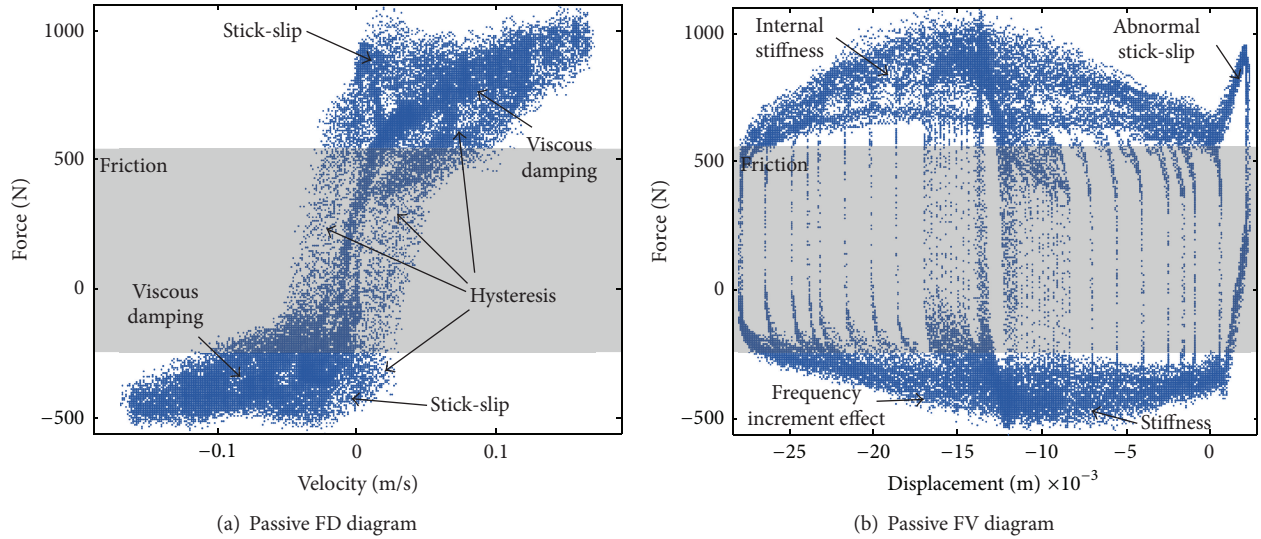 1000
500
0
−500
Force (N)
Stick-slip
Friction
Viscous
damping
Viscous
damping
Hysteresis
Stick-slip
−0.1
0
0.1
Velocity (m/s)
(a) Passive FD diagram
1000
500
0
−500
Force (N)
Internal
stiffness
Abnormal
stick-slip
Friction
Frequency
increment effect
Stiffness
−25
−20
−15
−10
−5
0
Displacement (m) ×10⁻³
(b) Passive FV diagram